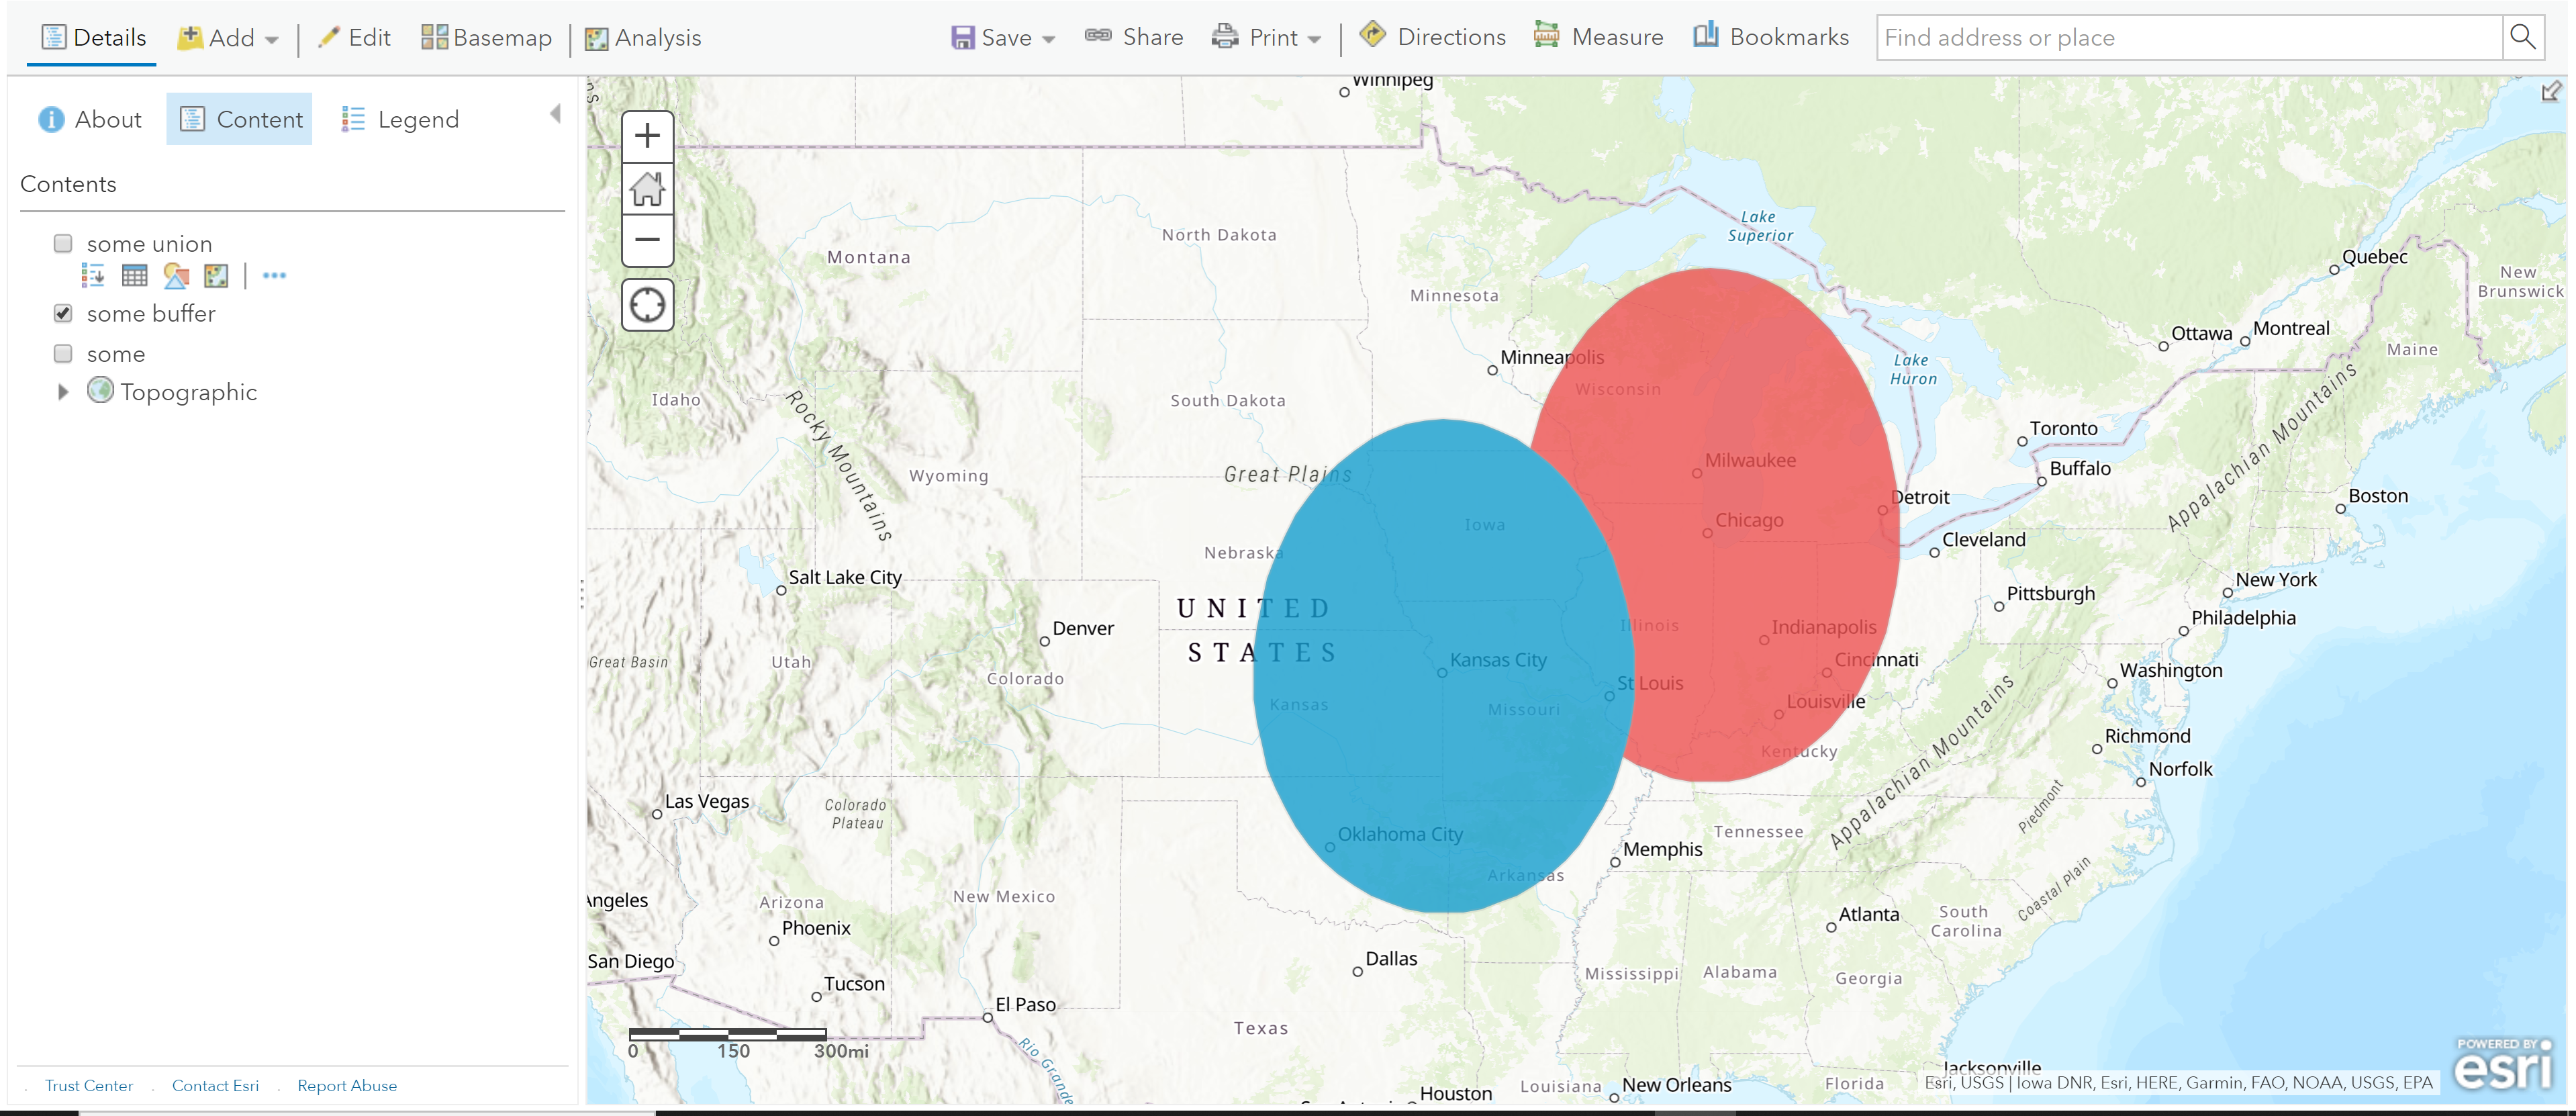 Details
Add
Edit
Basemap
Analysis
Save
Share
Print
Directions
Measure
Bookmarks
Find address or place
About
Content
Legend
Contents
some union
some buffer
some
Topographic
Trust Center
Contact Esri
Report Abuse
Winnipeg
Lake
Superior
North Dakota
Montana
Quebec
New
Brunswick
Minnesota
Ottawa
Montreal
Maine
Minneapolis
Lake
Huron
Wisconsin
Idaho
South Dakota
Rocky Mountains
Toronto
Appalachian Mountains
Milwaukee
Buffalo
Great Plains
Wyoming
Detroit
Boston
Chicago
Iowa
Cleveland
Nebraska
Salt Lake City
New York
Pittsburgh
UNITED
STATES
Philadelphia
Denver
Illinois
Indianapolis
Great Basin
Utah
Kansas City
Cincinnati
Washington
Colorado
St Louis
Kansas
Missouri
Louisville
Richmond
Kentucky
Appalachian Mountains
Norfolk
Las Vegas
Colorado
Plateau
Piedmont
Oklahoma City
Tennessee
Memphis
Arkansas
Coastal Plain
New Mexico
Angeles
Arizona
Phoenix
Atlanta
South
Carolina
San Diego
Dallas
Mississippi
Alabama
Georgia
Tucson
El Paso
Texas
0 150 300mi
Rio Grande
Louisiana
New Orleans
Houston
Florida
Jacksonville
Esri, USGS | Iowa DNR, Esri, HERE, Garmin, FAO, NOAA, USGS, EPA
POWERED BY
esri